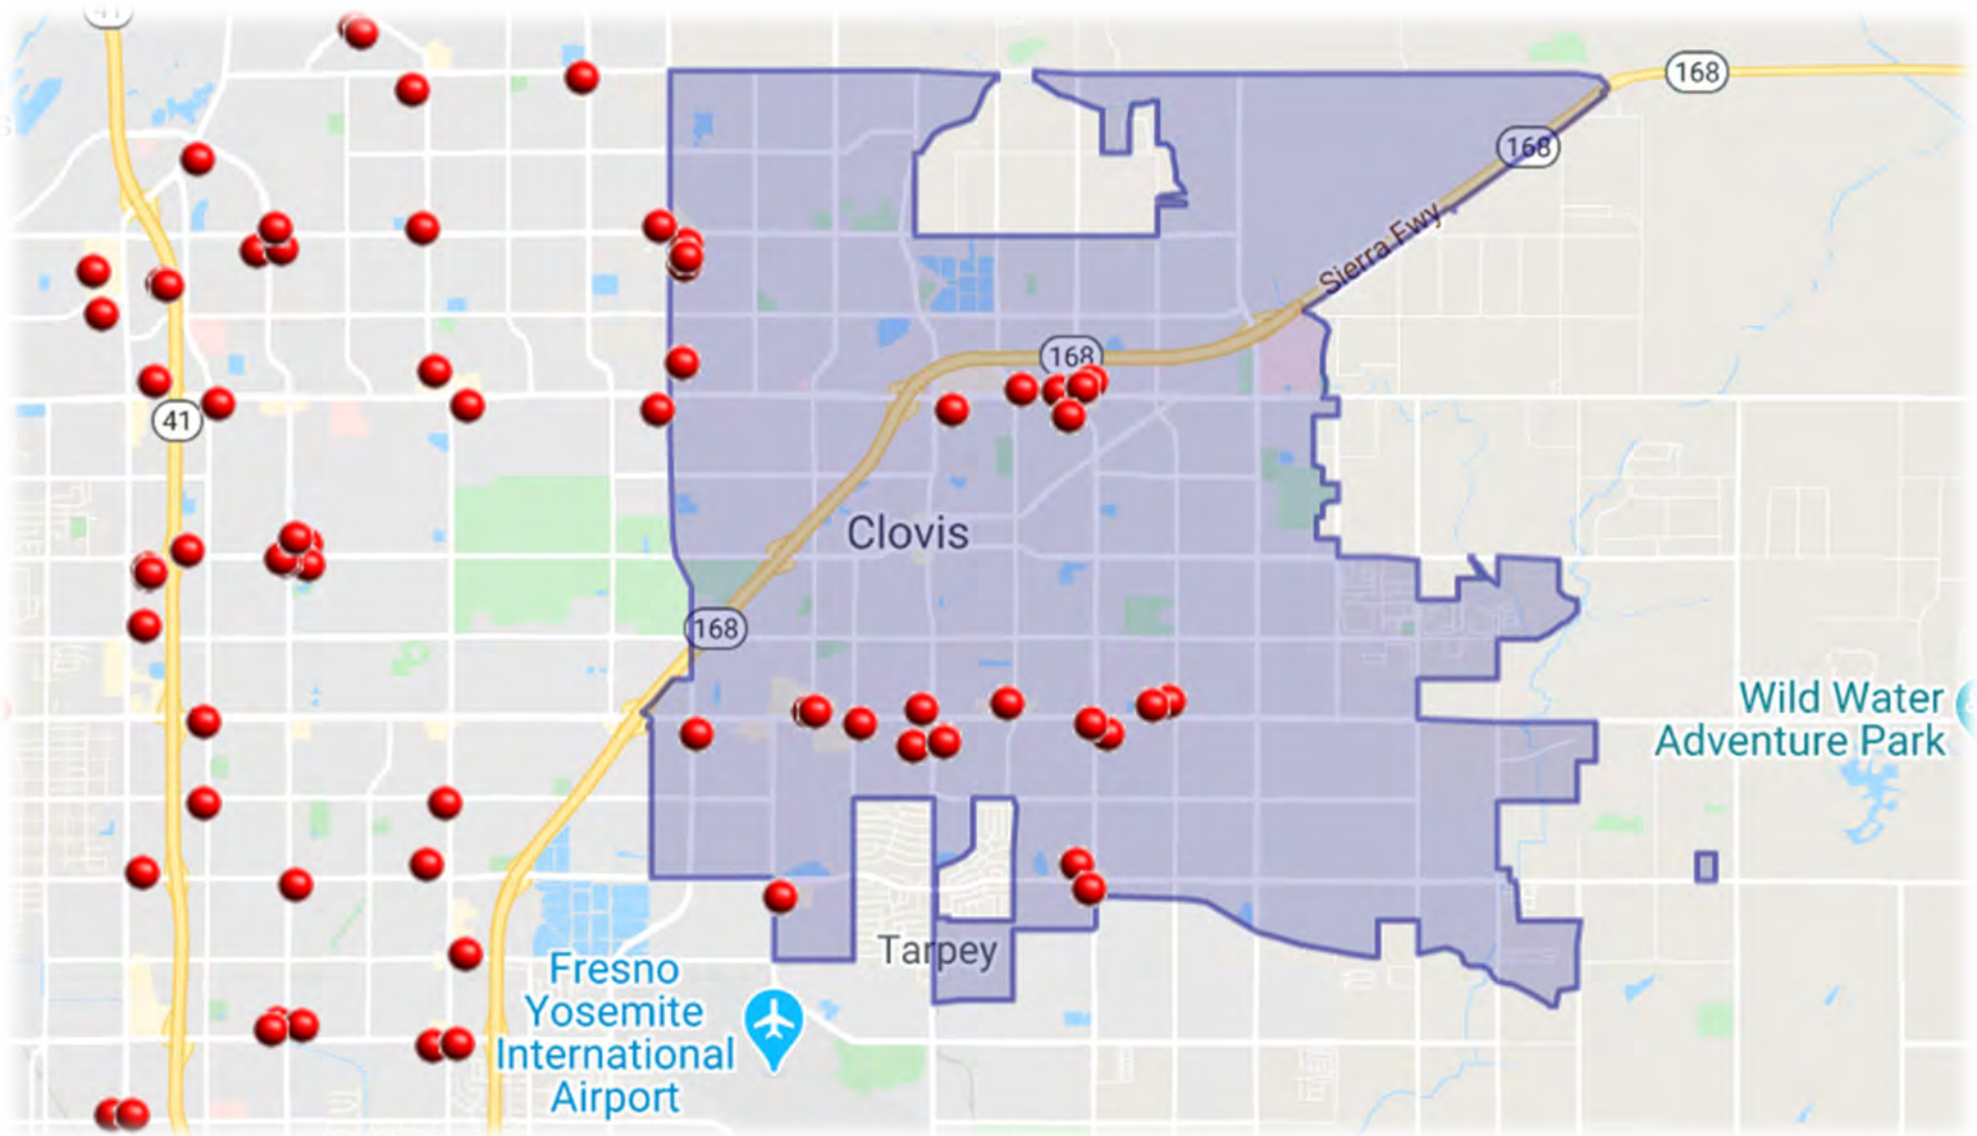 41
168
168
Sierra Fwy
168
41
Clovis
168
Wild Water
Adventure Park
Tarpey
Fresno
Yosemite
International
Airport